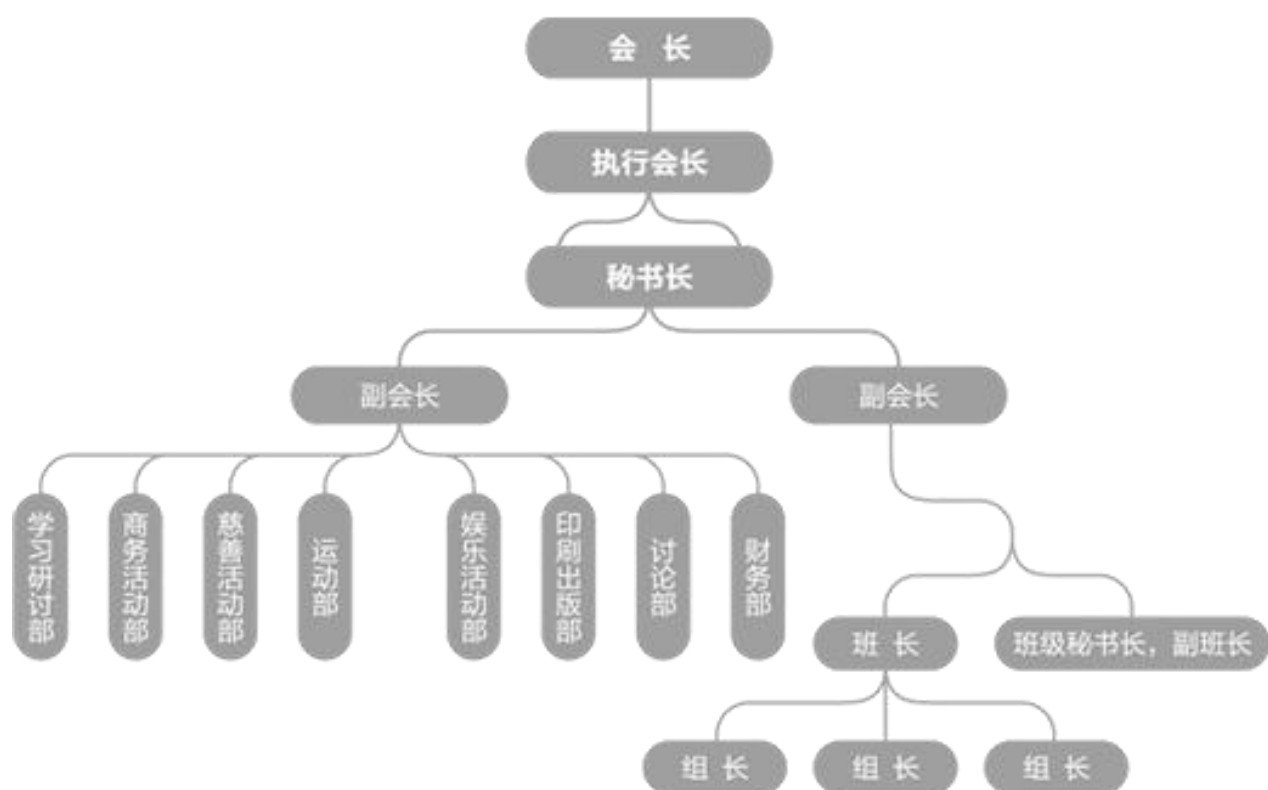 会 长
执行会长
秘书长
副会长
副会长
学习研讨部
商务活动部
慈善活动部
运动部
娱乐活动部
印刷出版部
讨论部
财务部
班 长
班级秘书长，副班长
组 长
组 长
组 长